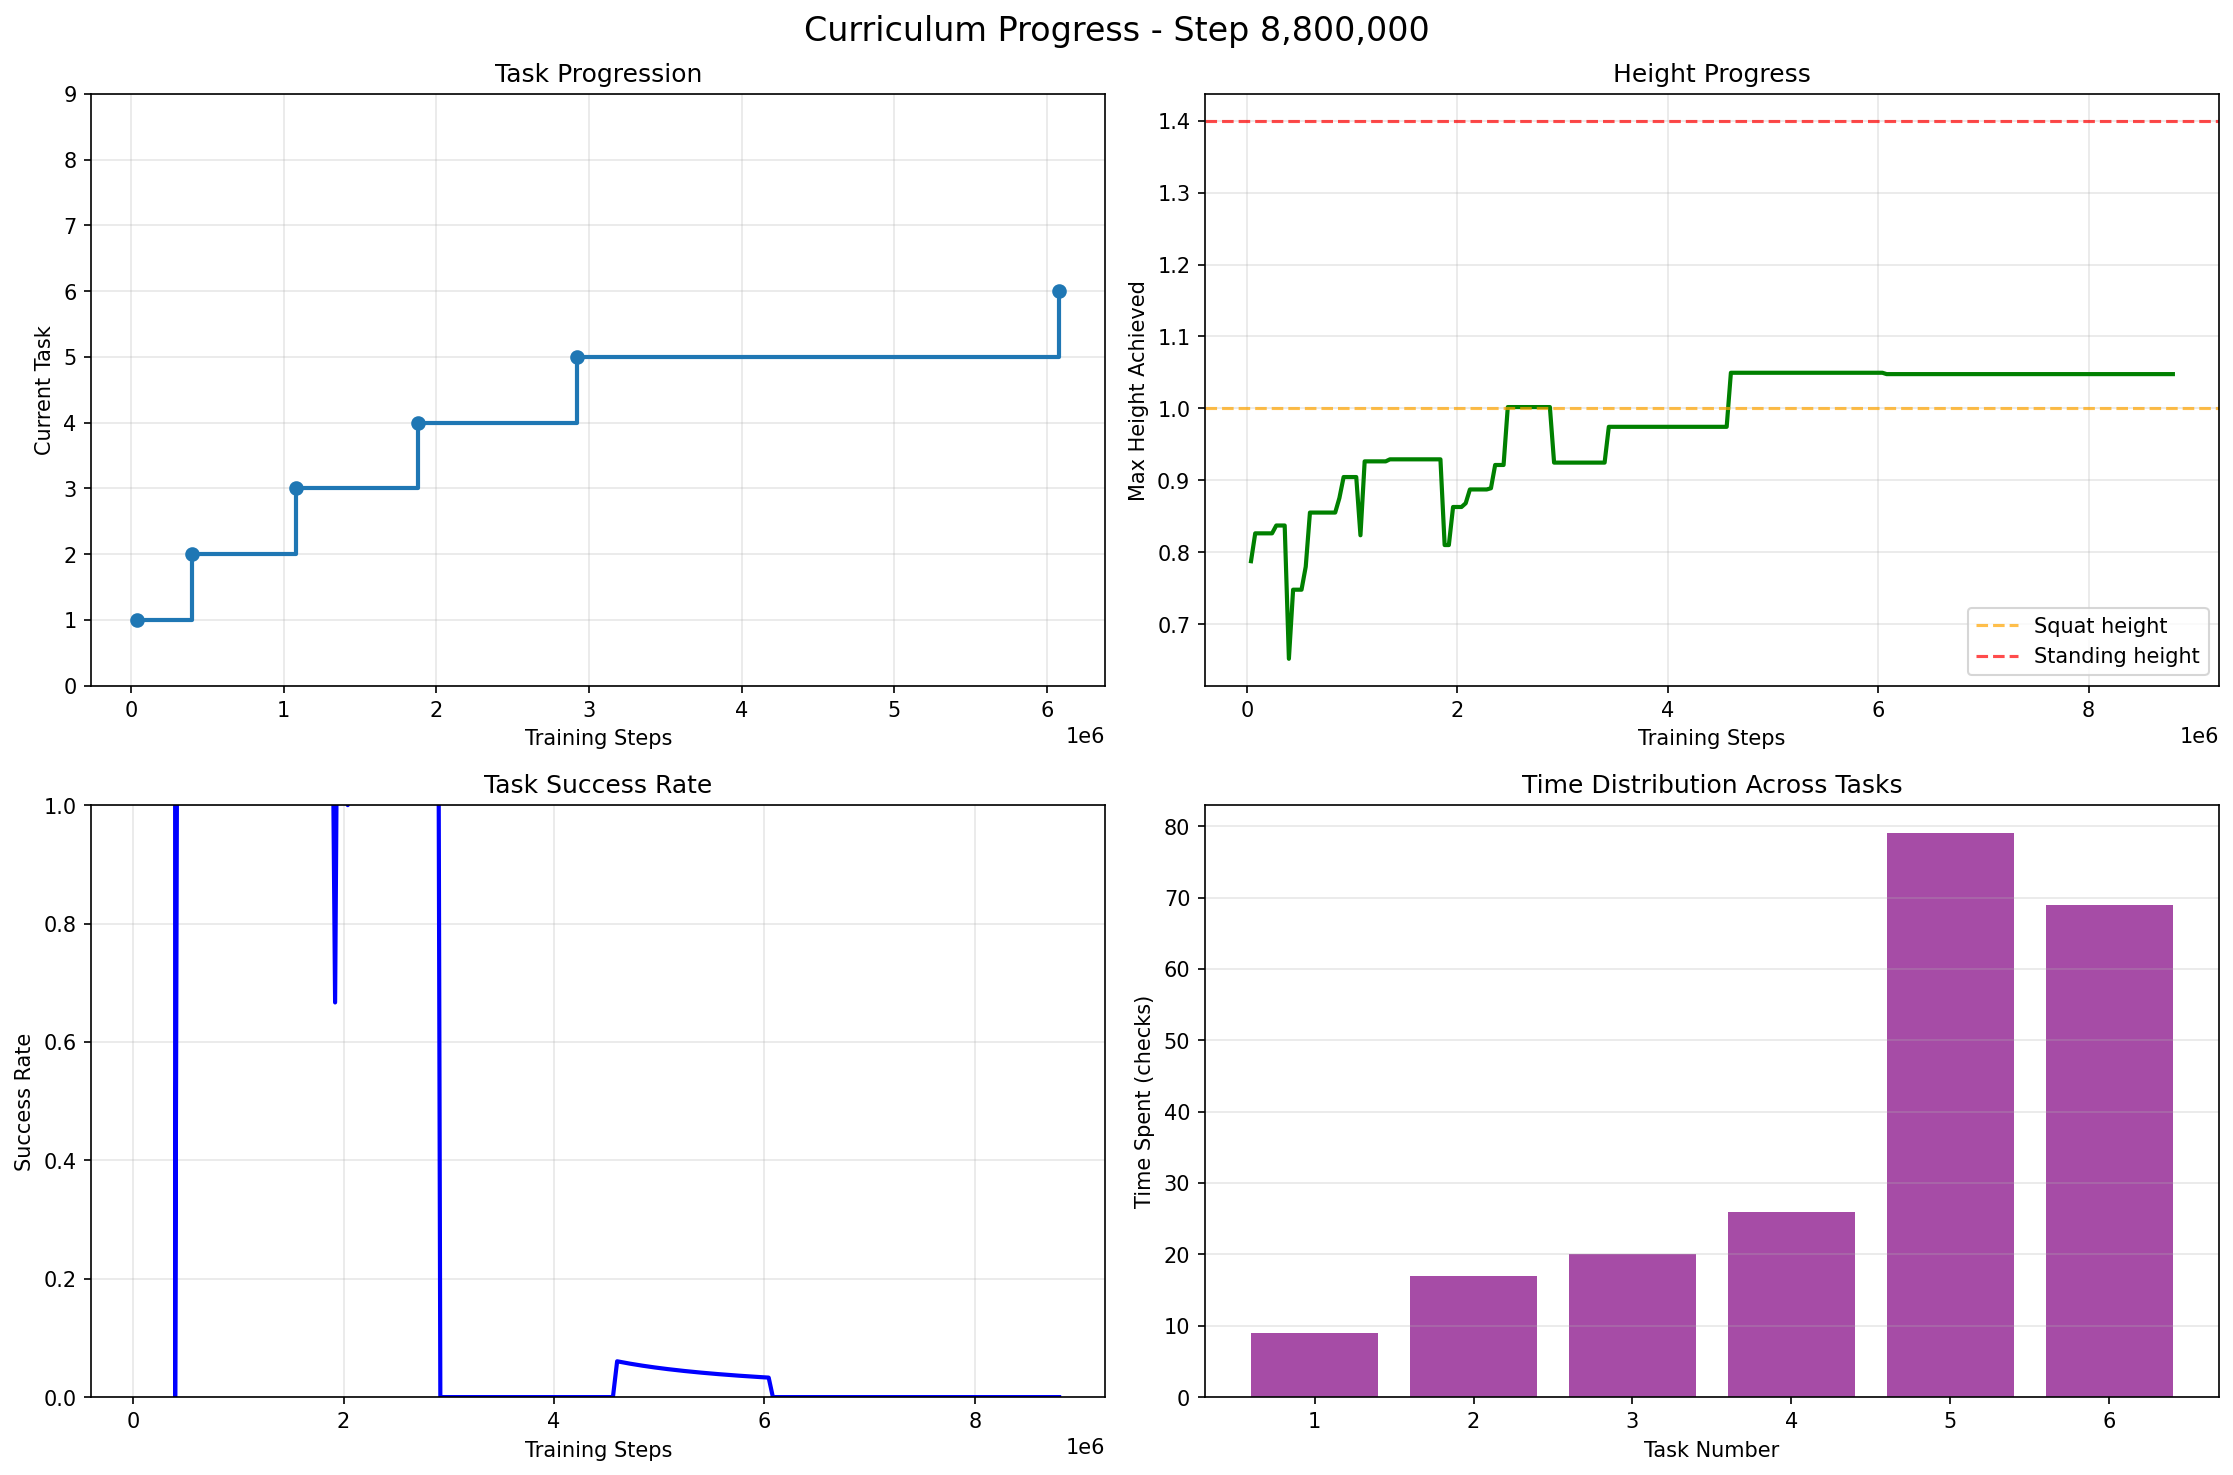 Curriculum Progress - Step 8,800,000
Task Progression
9
8
7
6
5
4
3
2
1
0
Current Task
0 1 2 3 4 5 6
1e6
Training Steps
Height Progress
1.4
1.3
1.2
1.1
1.0
0.9
0.8
0.7
Max Height Achieved
Squat height
Standing height
0 2 4 6 8
1e6
Training Steps
Task Success Rate
1.0
0.8
0.6
0.4
0.2
0.0
Success Rate
0 2 4 6 8
1e6
Training Steps
Time Distribution Across Tasks
80
70
60
50
40
30
20
10
0
Time Spent (checks)
1 2 3 4 5 6
Task Number